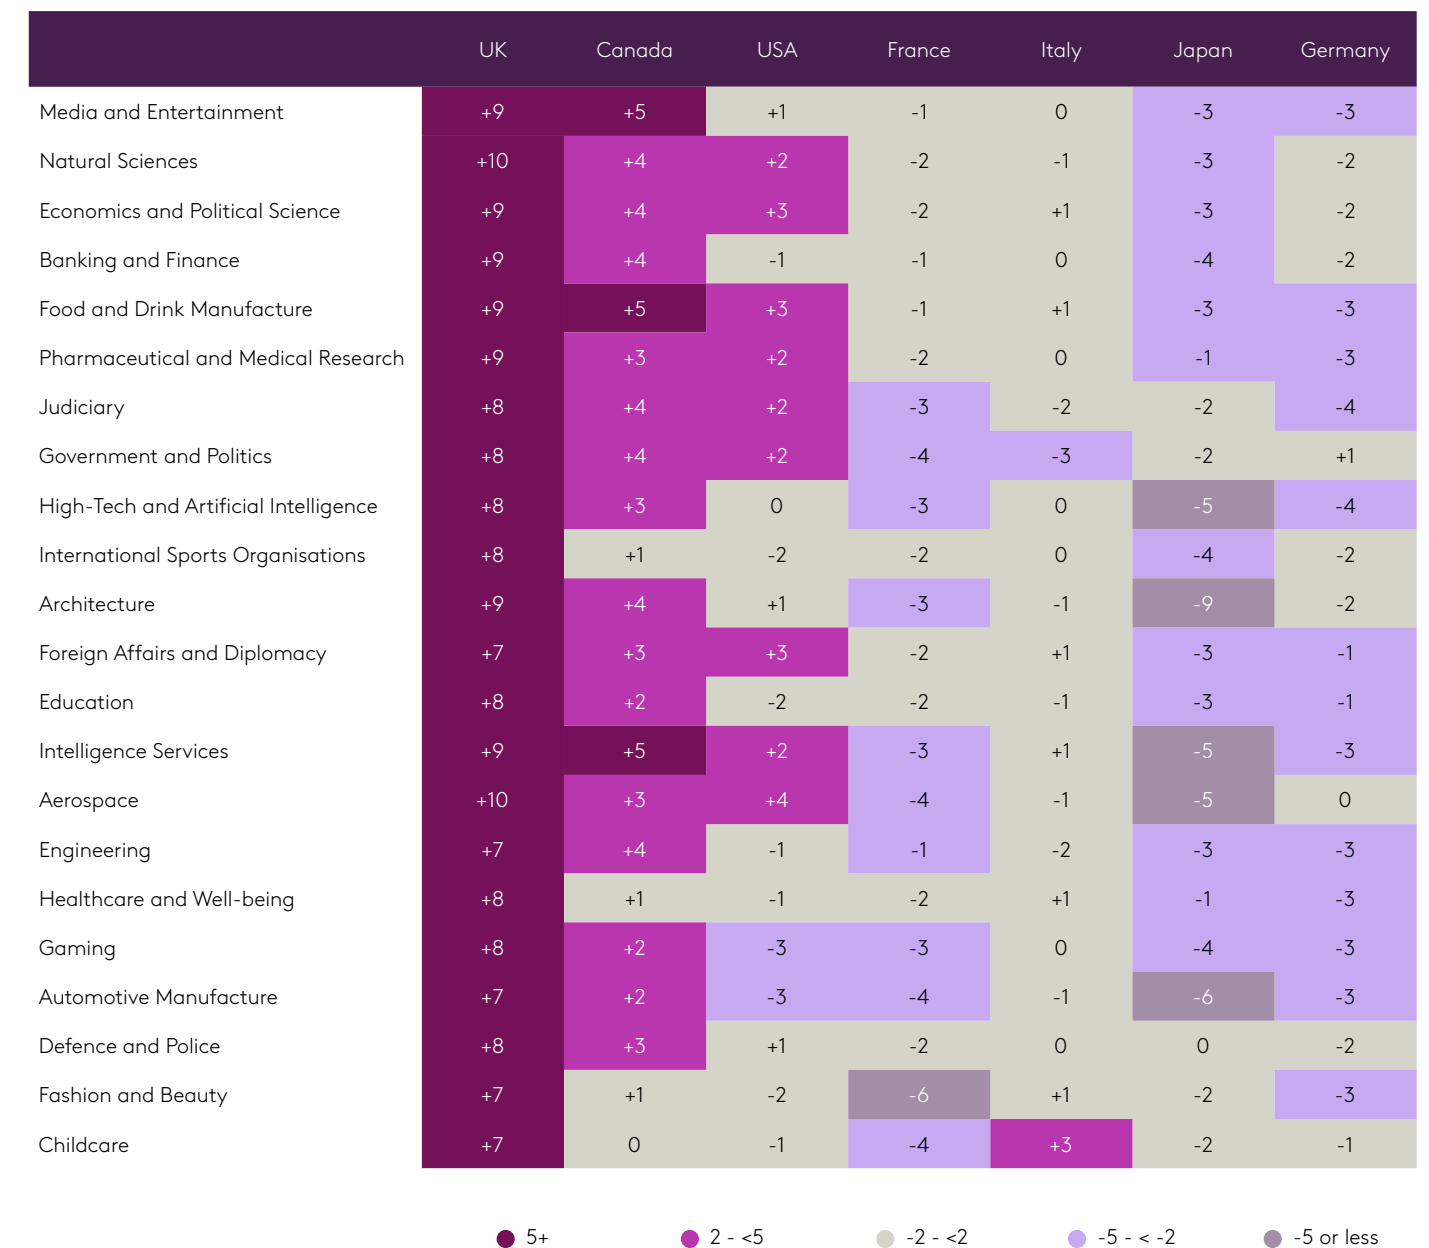 UK Canada USA France Italy Japan Germany
Media and Entertainment +9 +5 +1 -1 0 -3 -3
Natural Sciences +10 +4 +2 -2 -1 -3 -2
Economics and Political Science +9 +4 +3 -2 +1 -3 -2
Banking and Finance +9 +4 -1 -1 0 -4 -2
Food and Drink Manufacture +9 +5 +3 -1 +1 -3 -3
Pharmaceutical and Medical Research +9 +3 +2 -2 0 -1 -3
Judiciary +8 +4 +2 -3 -2 -2 -4
Government and Politics +8 +4 +2 -4 -3 -2 +1
High-Tech and Artificial Intelligence +8 +3 0 -3 0 -5 -4
International Sports Organisations +8 +1 -2 -2 0 -4 -2
Architecture +9 +4 +1 -3 -1 -9 -2
Foreign Affairs and Diplomacy +7 +3 +3 -2 +1 -3 -1
Education +8 +2 -2 -2 -1 -3 -1
Intelligence Services +9 +5 +2 -3 +1 -5 -3
Aerospace +10 +3 +4 -4 -1 -5 0
Engineering +7 +4 -1 -1 -2 -3 -3
Healthcare and Well-being +8 +1 -1 -2 +1 -1 -3
Gaming +8 +2 -3 -3 0 -4 -3
Automotive Manufacture +7 +2 -3 -4 -1 -6 -3
Defence and Police +8 +3 +1 -2 0 0 -2
Fashion and Beauty +7 +1 -2 -6 +1 -2 -3
Childcare +7 0 -1 -4 +3 -2 -1
5+ 2 - <5 -2 - <2 -5 - < -2 -5 or less